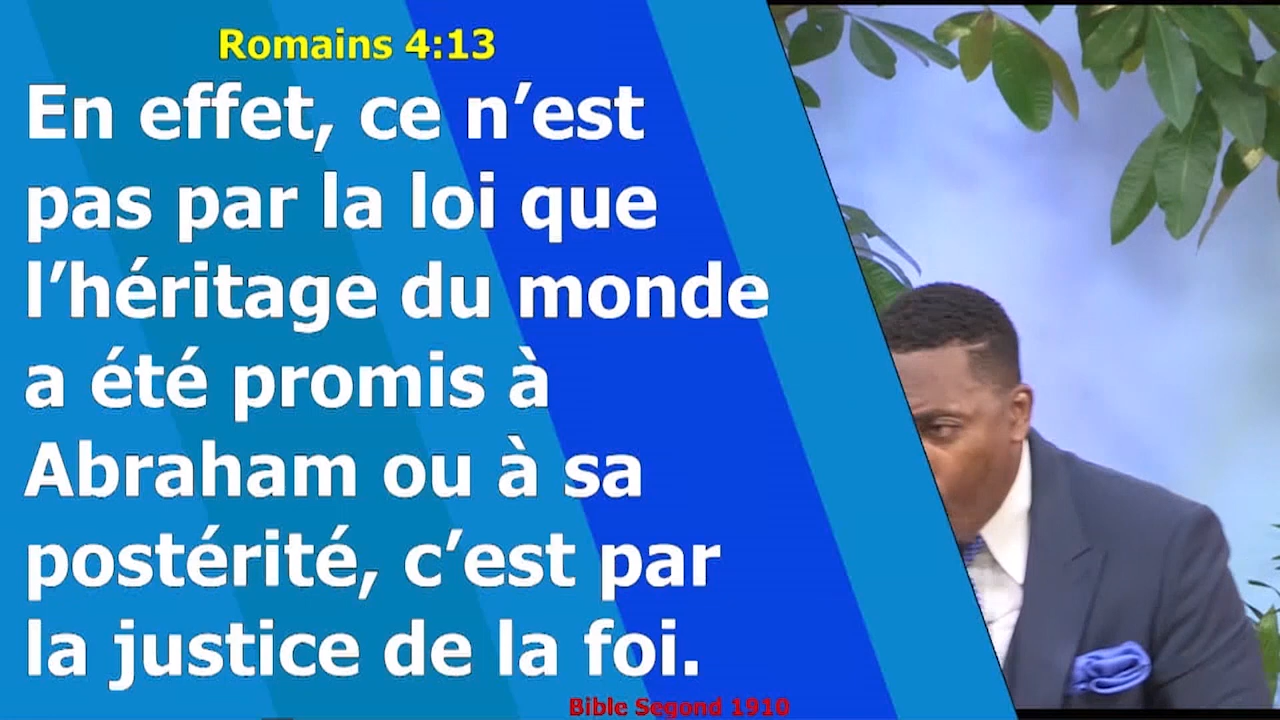 Romains 4:13
En effet, ce n’est
pas par la loi que
l’héritage du monde
a été promis à
Abraham ou à sa
postérité, c’est par
la justice de la foi.
Bible Segond 1910